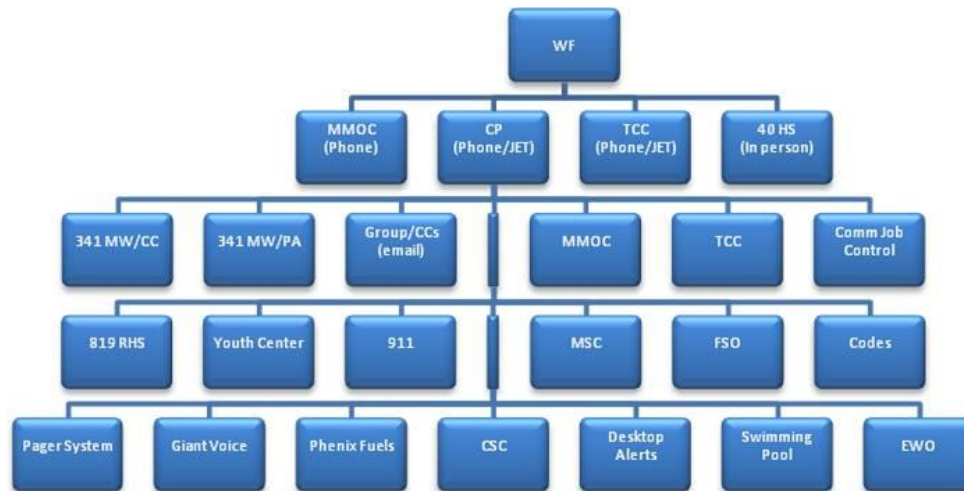 WF
MMOC
(Phone)
CP
(Phone/JET)
TCC
(Phone/JET)
40 HS
(In person)
341 MW/CC
341 MW/PA
Group/CCs
(email)
MMOC
TCC
Comm Job
Control
819 RHS
Youth Center
911
MSC
FSO
Codes
Pager System
Giant Voice
Phenix Fuels
CSC
Desktop
Alerts
Swimming
Pool
EWO